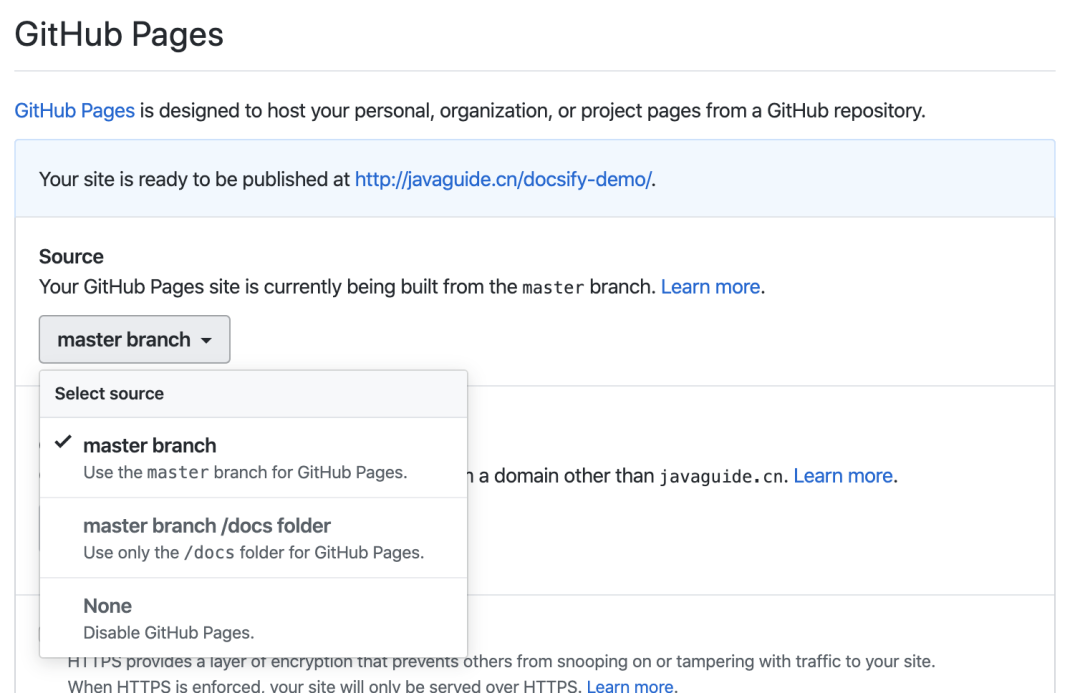 GitHub Pages
GitHub Pages is designed to host your personal, organization, or project pages from a GitHub repository.
Your site is ready to be published at http://javaguide.cn/docsify-demo/.
Source
Your GitHub Pages site is currently being built from the master branch. Learn more.
master branch
Select source
master branch
Use the master branch for GitHub Pages.
a domain other than javaguide.cn. Learn more.
master branch /docs folder
Use only the /docs folder for GitHub Pages.
None
Disable GitHub Pages.
HTTPS provides a layer of encryption that prevents others from snooping on or tampering with traffic to your site.
When HTTPS is enforced, your site will only be served over HTTPS. Learn more.